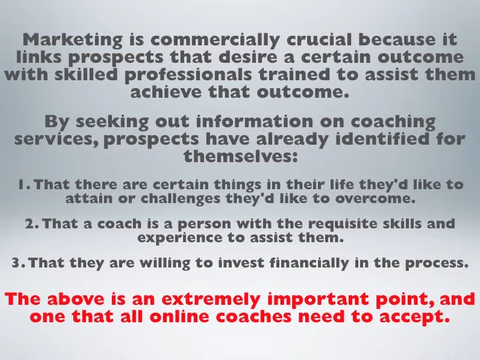 Marketing is commercially crucial because it
links prospects that desire a certain outcome
with skilled professionals trained to assist them
achieve that outcome.
By seeking out information on coaching
services, prospects have already identified for
themselves:
1. That there are certain things in their life they'd like to
attain or challenges they'd like to overcome.
2. That a coach is a person with the requisite skills and
experience to assist them.
3. That they are willing to invest financially in the process.
The above is an extremely important point, and
one that all online coaches need to accept.